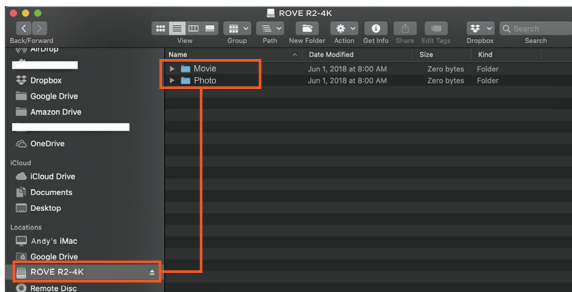 ROVE R2-4K
Search
Back/Forward View Group Path New Folder Action Get Info Share Edit Tags Dropbox Search
AirDrop
Dropbox
Google Drive
Amazon Drive
OneDrive
iCloud
iCloud Drive
Documents
Desktop
Locations
Andy's iMac
Google Drive
ROVE R2-4K
Remote Disc
Name Date Modified Size Kind
Movie Jun 1, 2018 at 8:00 AM Zero bytes Folder
Photo Jun 1, 2018 at 8:00 AM Zero bytes Folder